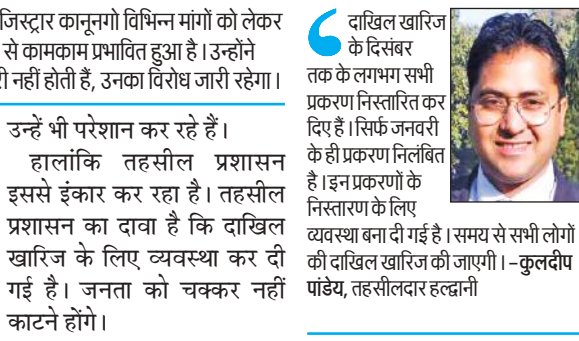 जिस्ट्रार कानूनगो विभिन्न मांगों को लेकर
से कामकाम प्रभावित हुआ है। उन्होंने
नहीं होती हैं, उनका विरोध जारी रहेगा।
उन्हें भी परेशान कर रहे हैं।
हालांकि तहसील प्रशासन
इससे इंकार कर रहा है। तहसील
प्रशासन का दावा है कि दाखिल
खारिज के लिए व्यवस्था कर दी
गई है। जनता को चक्कर नहीं
काटने होंगे।
दाखिल खारिज
के दिसंबर
तक के लगभग सभी
प्रकरण निस्तारित कर
दिए हैं। सिर्फ जनवरी
के ही प्रकरण निलंबित
है। इन प्रकरणों के
निस्तारण के लिए
व्यवस्था बना दी गई है। समय से सभी लोगों
की दाखिल खारिज की जाएगी। -कुलदीप
पांडेय, तहसीलदार हल्द्वानी